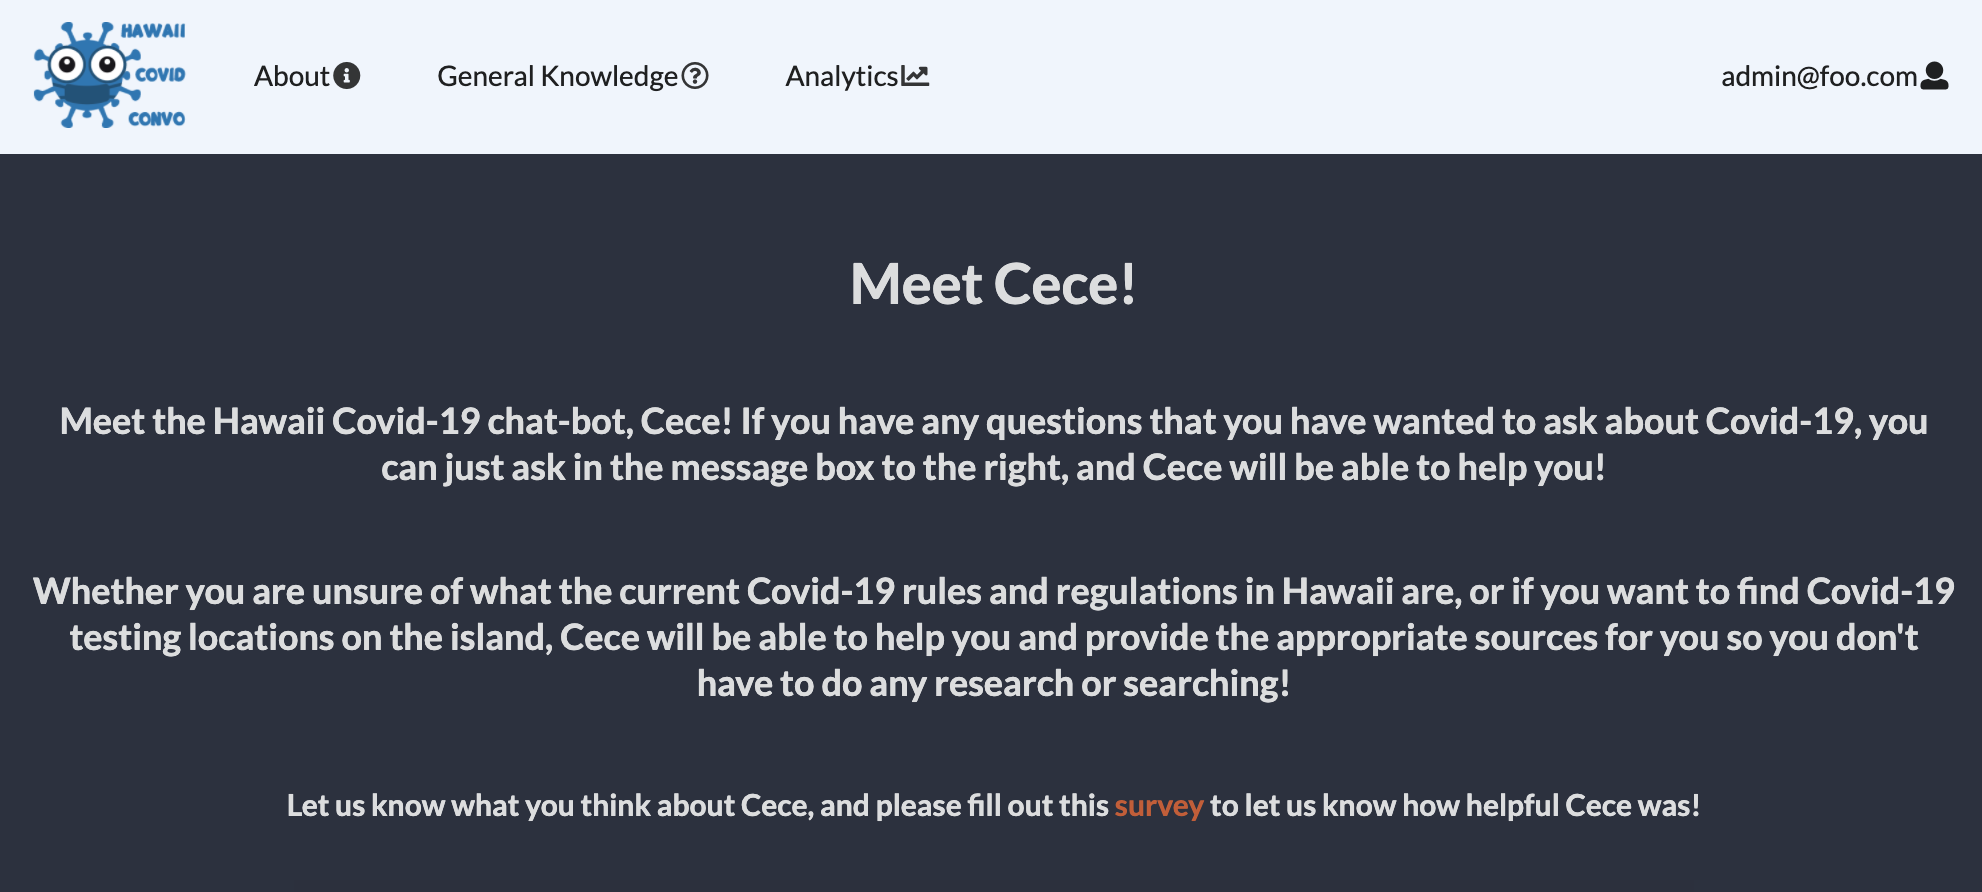 HAWAII
COVID
CONVO
About
General Knowledge
Analytics
admin@foo.com
Meet Cece!
Meet the Hawaii Covid-19 chat-bot, Cece! If you have any questions that you have wanted to ask about Covid-19, you
can just ask in the message box to the right, and Cece will be able to help you!
Whether you are unsure of what the current Covid-19 rules and regulations in Hawaii are, or if you want to find Covid-19
testing locations on the island, Cece will be able to help you and provide the appropriate sources for you so you don't
have to do any research or searching!
Let us know what you think about Cece, and please fill out this survey to let us know how helpful Cece was!